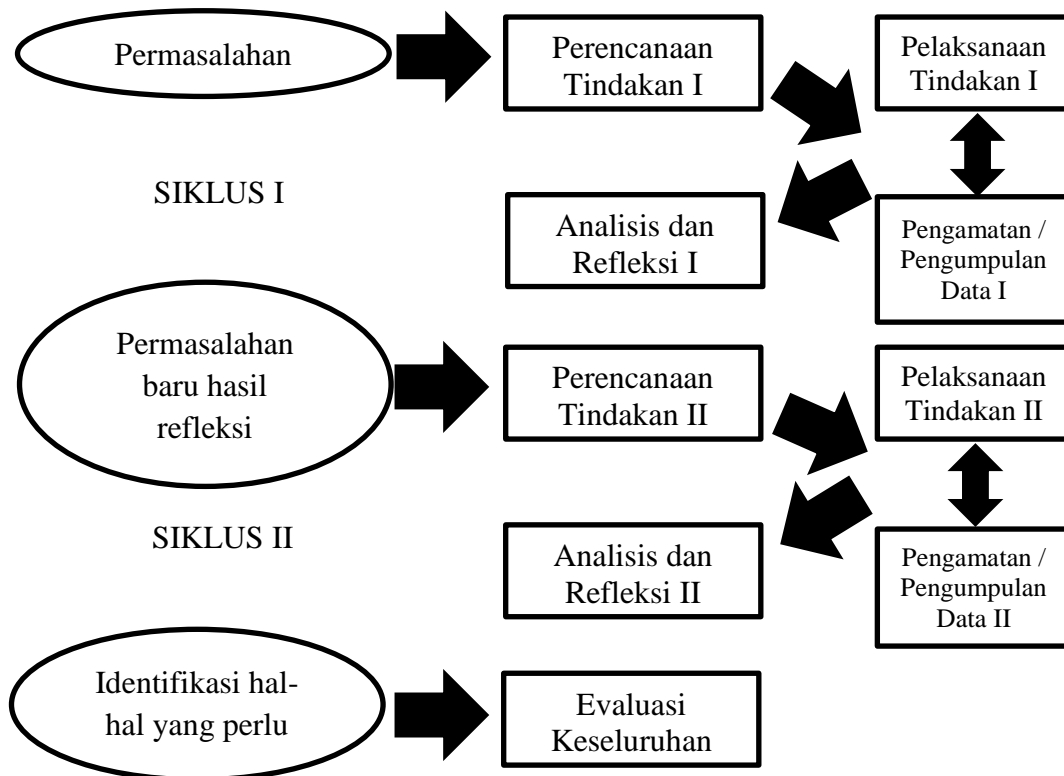 Permasalahan
Perencanaan
Tindakan I
Pelaksanaan
Tindakan I
SIKLUS I
Analisis dan
Refleksi I
Pengamatan /
Pengumpulan
Data I
Permasalahan
baru hasil
refleksi
Perencanaan
Tindakan II
Pelaksanaan
Tindakan II
SIKLUS II
Analisis dan
Refleksi II
Pengamatan /
Pengumpulan
Data II
Identifikasi hal-
hal yang perlu
Evaluasi
Keseluruhan